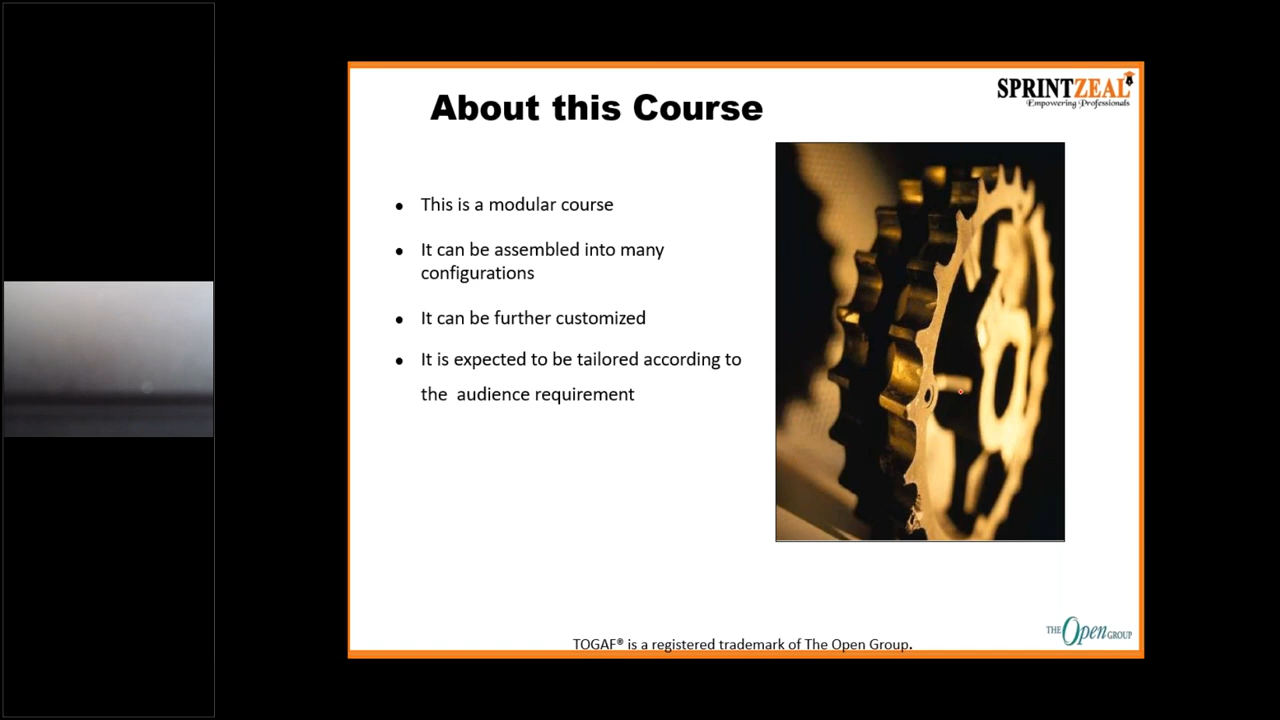 About this Course
SPRINTZEAL
Empowering Professionals
• This is a modular course
• It can be assembled into many
configurations
• It can be further customized
• It is expected to be tailored according to
the audience requirement
THE Open GROUP
TOGAF® is a registered trademark of The Open Group.